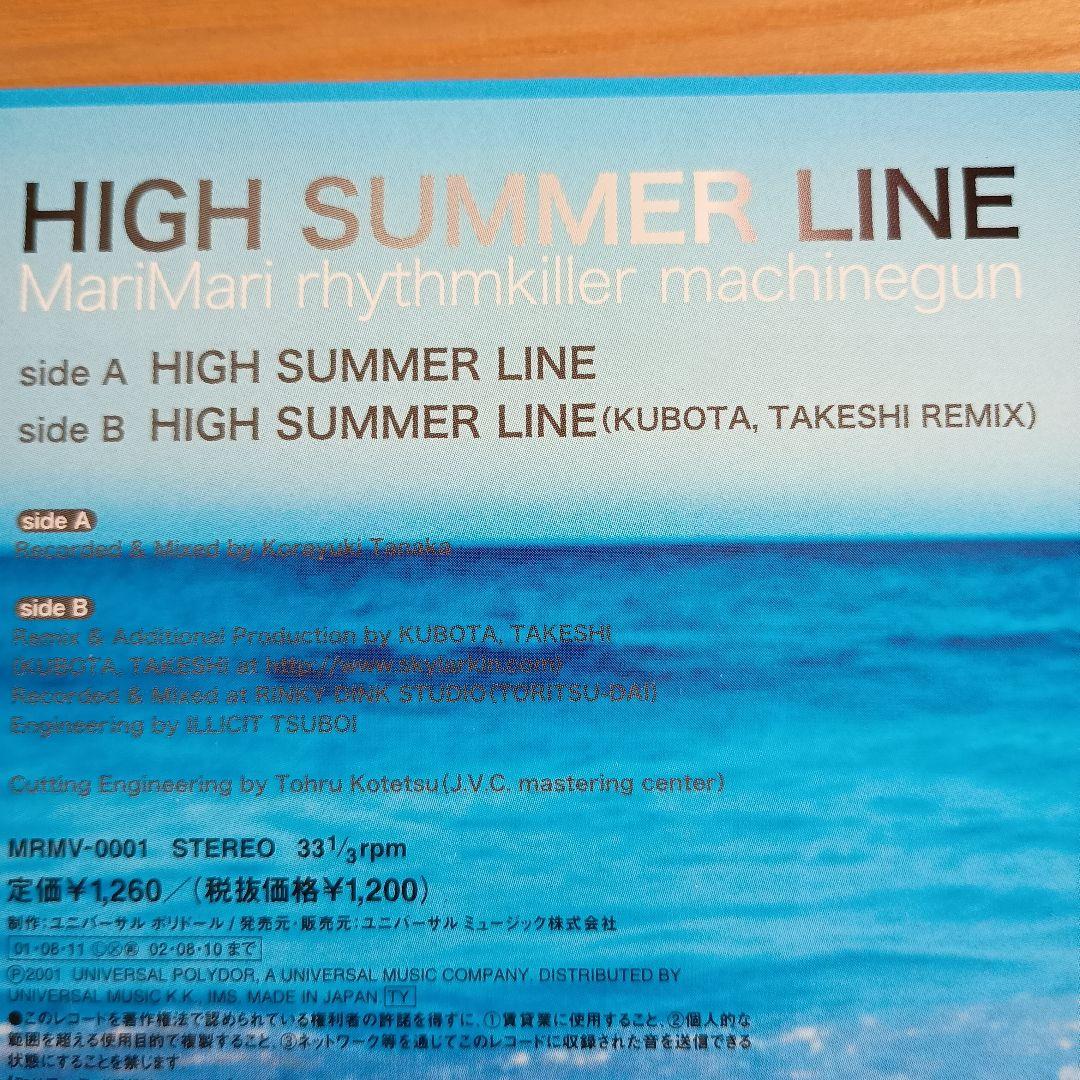 HIGH SUMMER LINE
MariMari rhythmkiller machinegun
side A HIGH SUMMER LINE
side B HIGH SUMMER LINE(KUBOTA, TAKESHI REMIX)
side A
Recorded & Mixed by Korayuki Tanaka
side B
Remix & Additional Production by KUBOTA, TAKESHI
(KUBOTA, TAKESHI at http://www.skylarkin.com)
Recorded & Mixed at RINKY DINK STUDIO(TORITSU-DAI)
Engineering by ILLICIT TSUBOI
Cutting Engineering by Tohru Kotetsu(J.V.C. mastering center)
MRMV-0001 STEREO 33 1/3rpm
定価¥1,260/(税抜価格¥1,200)
制作:ユニバーサル ポリドール/発売元・販売元:ユニバーサル ミュージック株式会社
01・08・11 02・08・10まで
Ⓟ2001 UNIVERSAL POLYDOR, A UNIVERSAL MUSIC COMPANY. DISTRIBUTED BY
UNIVERSAL MUSIC K.K., IMS. MADE IN JAPAN TY
●このレコードを著作権法で認められている権利者の許諾を得ずに、①賃貸業に使用すること、②個人的な
範囲を超える使用目的で複製すること、③ネットワーク等を通じてこのレコードに収録された音を送信できる
状態にすることを禁じます